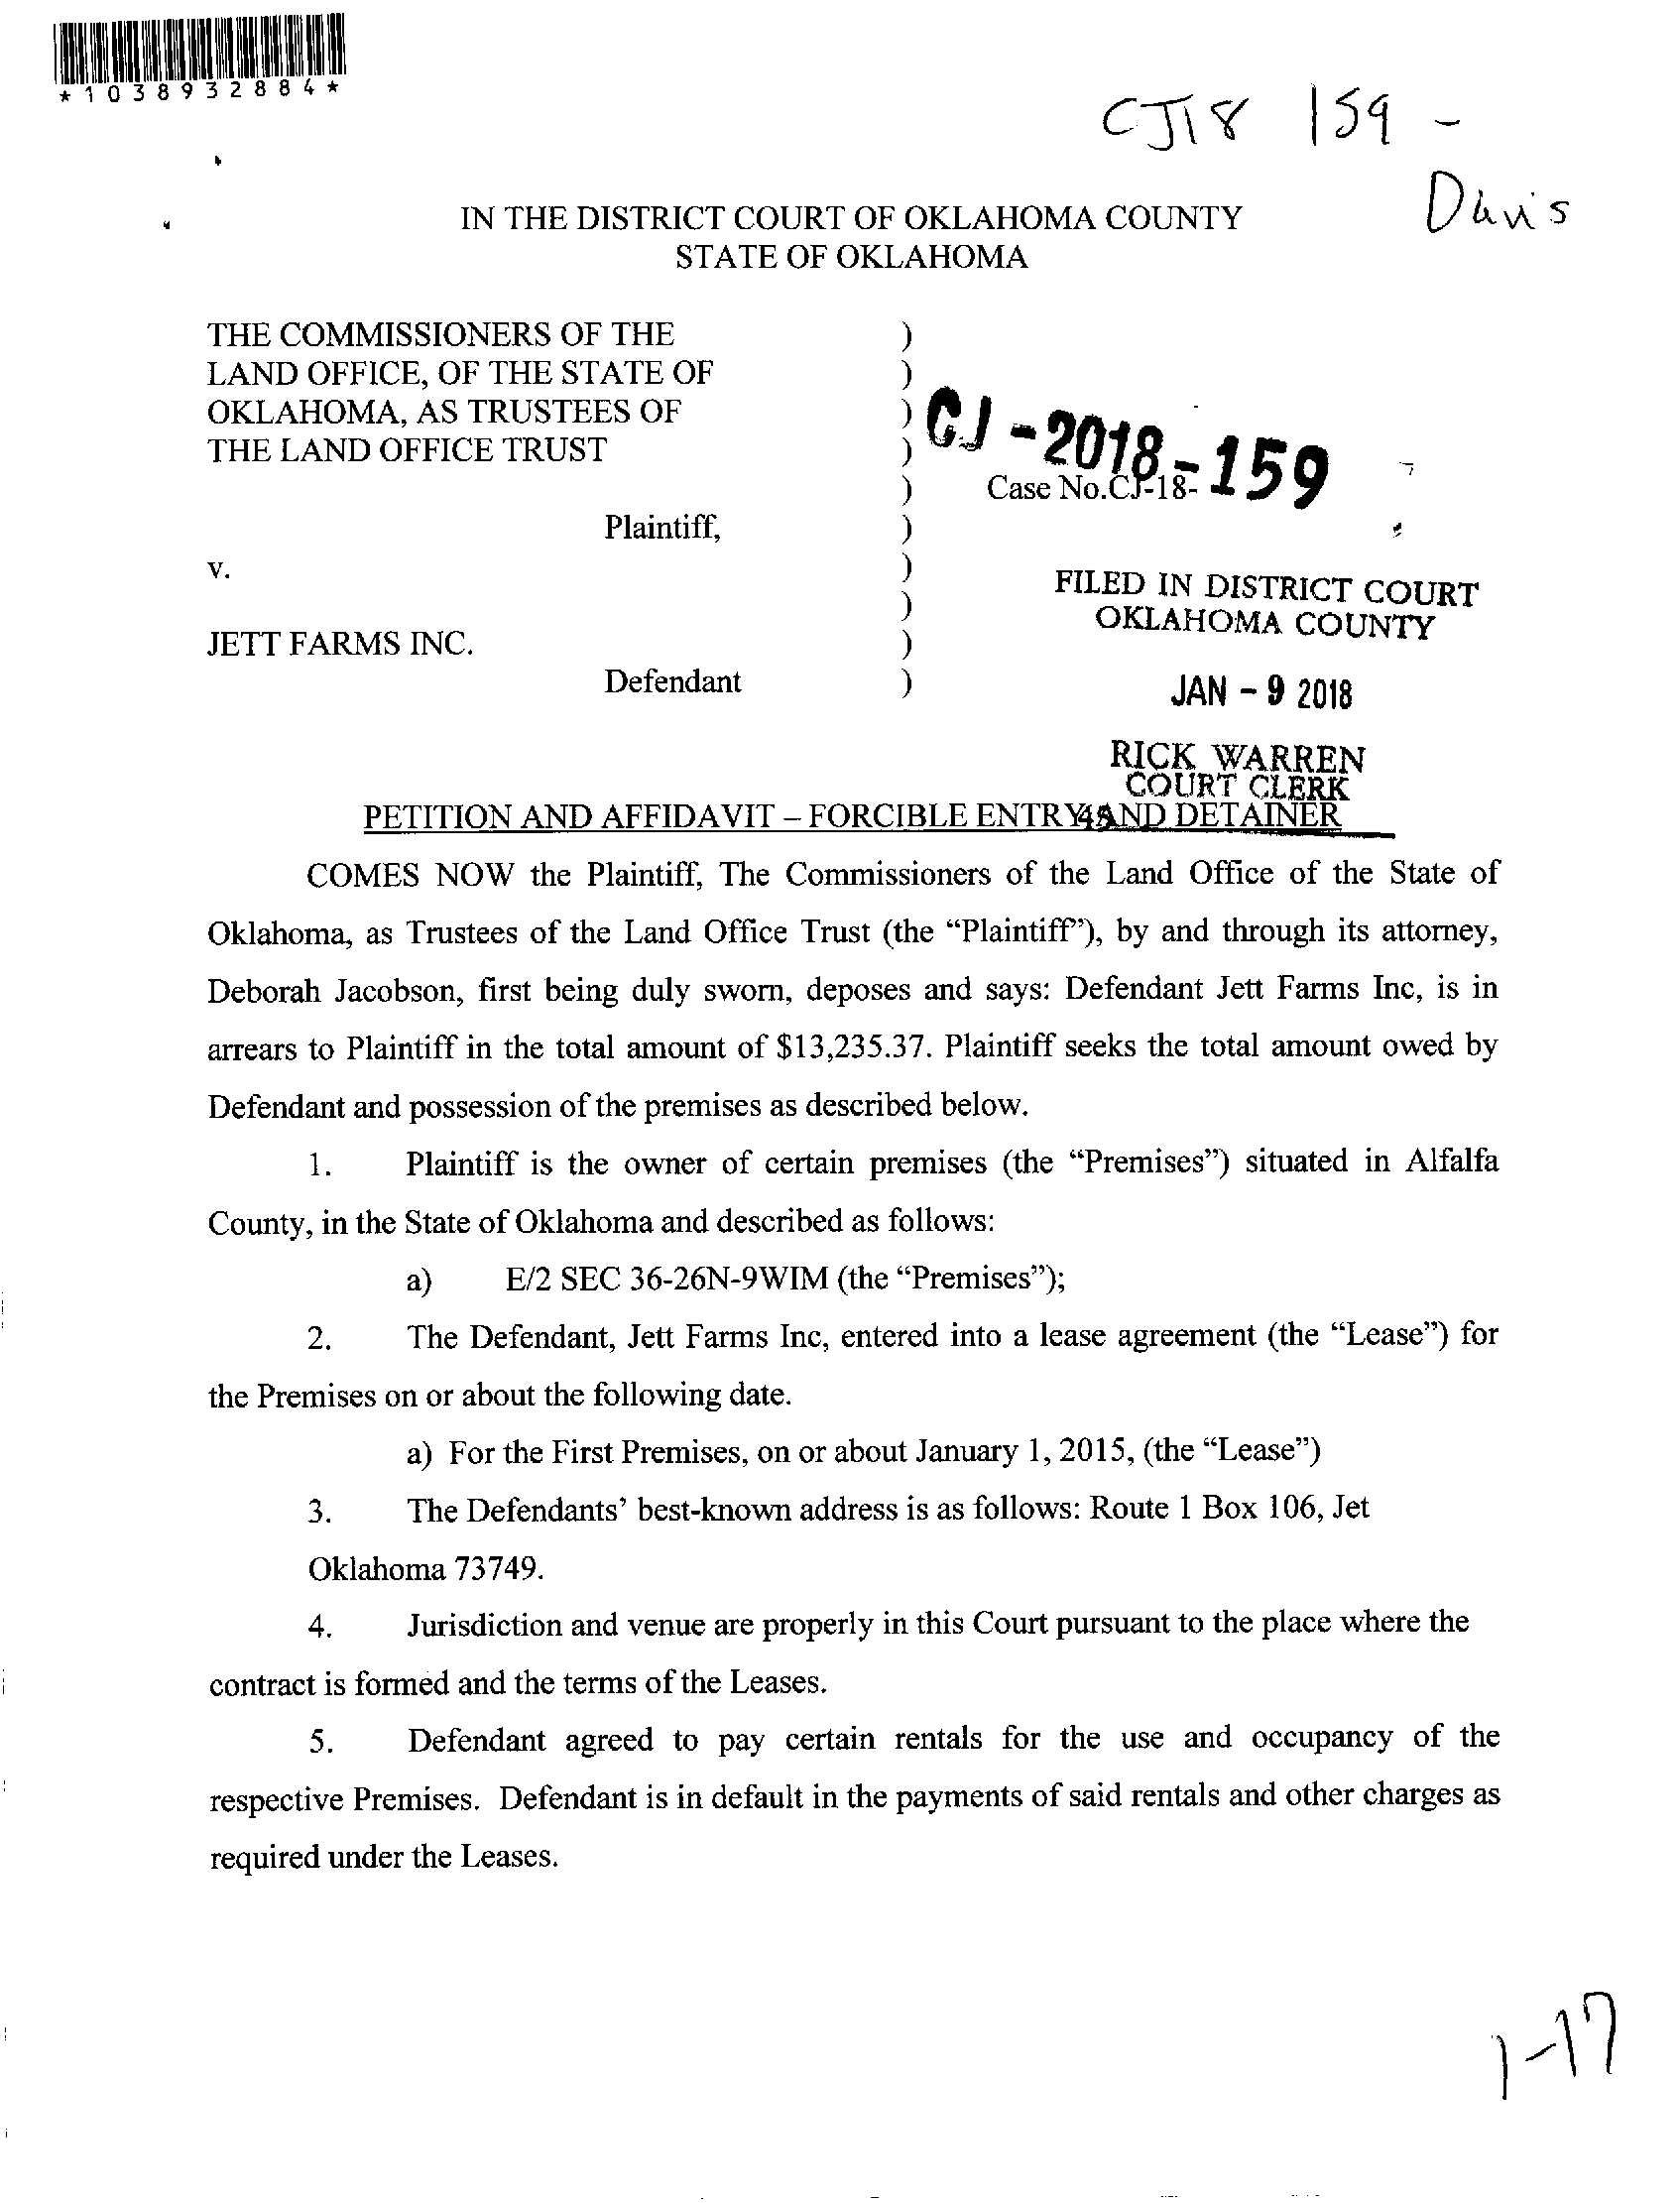 *1038932884*
CJ18 159 -
Davis
IN THE DISTRICT COURT OF OKLAHOMA COUNTY
STATE OF OKLAHOMA
THE COMMISSIONERS OF THE )
LAND OFFICE, OF THE STATE OF )
OKLAHOMA, AS TRUSTEES OF )
THE LAND OFFICE TRUST )
CJ-2018-159
) Case No.CJ-18-
Plaintiff, )
v. )
)
FILED IN DISTRICT COURT
OKLAHOMA COUNTY
JETT FARMS INC. )
Defendant )
JAN - 9 2018
RICK WARREN
COURT CLERK
PETITION AND AFFIDAVIT – FORCIBLE ENTRY AND DETAINER
COMES NOW the Plaintiff, The Commissioners of the Land Office of the State of
Oklahoma, as Trustees of the Land Office Trust (the “Plaintiff”), by and through its attorney,
Deborah Jacobson, first being duly sworn, deposes and says: Defendant Jett Farms Inc, is in
arrears to Plaintiff in the total amount of $13,235.37. Plaintiff seeks the total amount owed by
Defendant and possession of the premises as described below.
1. Plaintiff is the owner of certain premises (the “Premises”) situated in Alfalfa
County, in the State of Oklahoma and described as follows:
a) E/2 SEC 36-26N-9WIM (the “Premises”);
2. The Defendant, Jett Farms Inc, entered into a lease agreement (the “Lease”) for
the Premises on or about the following date.
a) For the First Premises, on or about January 1, 2015, (the “Lease”)
3. The Defendants’ best-known address is as follows: Route 1 Box 106, Jet
Oklahoma 73749.
4. Jurisdiction and venue are properly in this Court pursuant to the place where the
contract is formed and the terms of the Leases.
5. Defendant agreed to pay certain rentals for the use and occupancy of the
respective Premises. Defendant is in default in the payments of said rentals and other charges as
required under the Leases.
1-17